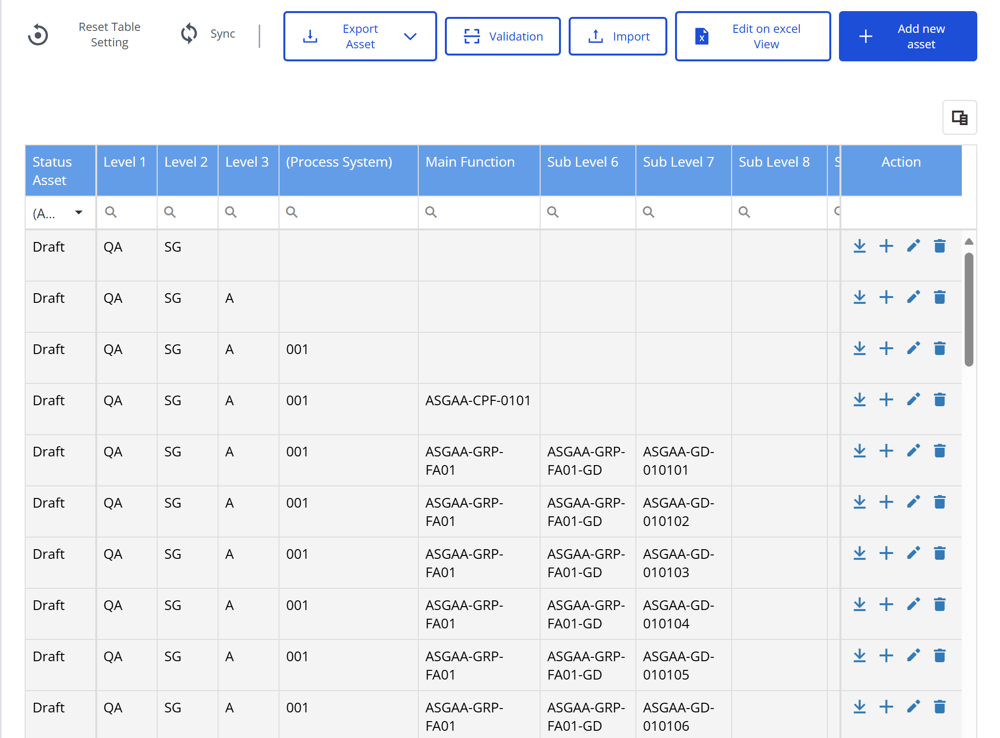 Reset Table
Setting
Sync
Export
Asset
Validation
Import
Edit on excel
View
Add new
asset
Status
Asset
Level 1
Level 2
Level 3
(Process System)
Main Function
Sub Level 6
Sub Level 7
Sub Level 8
S
Action
(A...
Draft QA SG
Draft QA SG A
Draft QA SG A 001
Draft QA SG A 001 ASGAA-CPF-0101
Draft QA SG A 001 ASGAA-GRP- ASGAA-GRP- ASGAA-GD-
FA01 FA01-GD 010101
Draft QA SG A 001 ASGAA-GRP- ASGAA-GRP- ASGAA-GD-
FA01 FA01-GD 010102
Draft QA SG A 001 ASGAA-GRP- ASGAA-GRP- ASGAA-GD-
FA01 FA01-GD 010103
Draft QA SG A 001 ASGAA-GRP- ASGAA-GRP- ASGAA-GD-
FA01 FA01-GD 010104
Draft QA SG A 001 ASGAA-GRP- ASGAA-GRP- ASGAA-GD-
FA01 FA01-GD 010105
Draft QA SG A 001 ASGAA-GRP- ASGAA-GRP- ASGAA-GD-
FA01 FA01-GD 010106